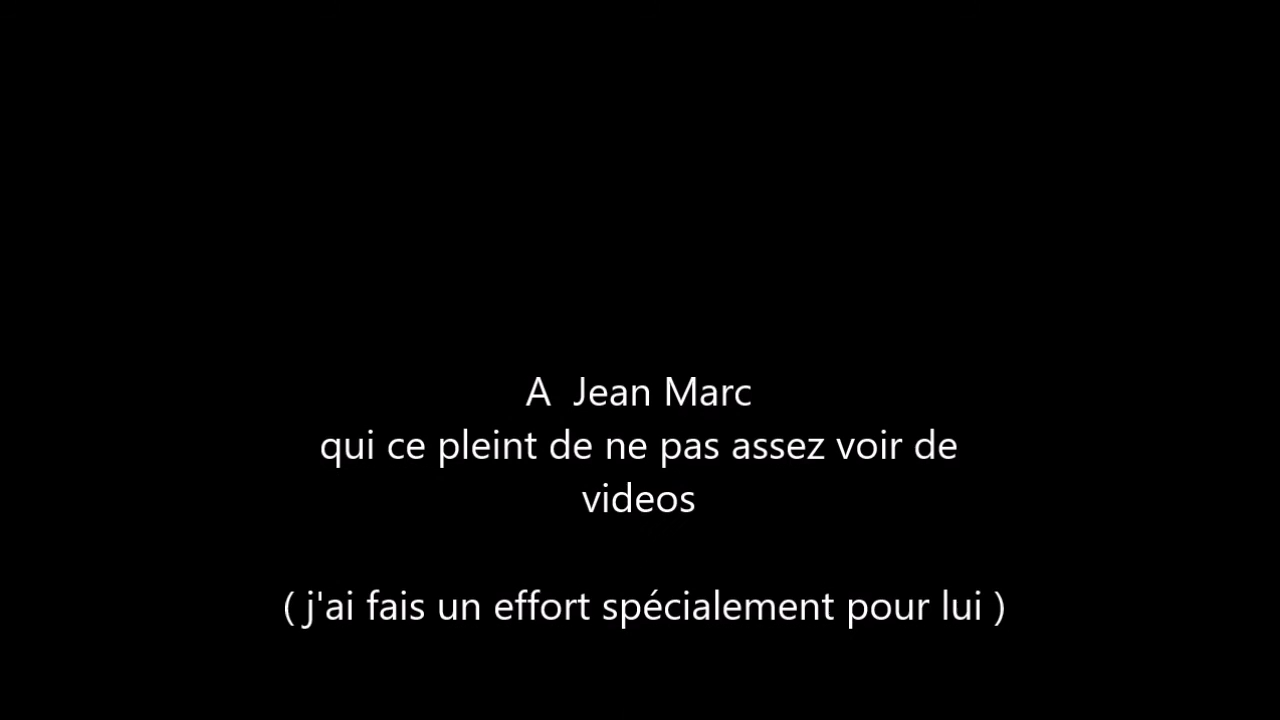 A  Jean Marc
qui ce pleint de ne pas assez voir de
videos
( j'ai fais un effort spécialement pour lui )